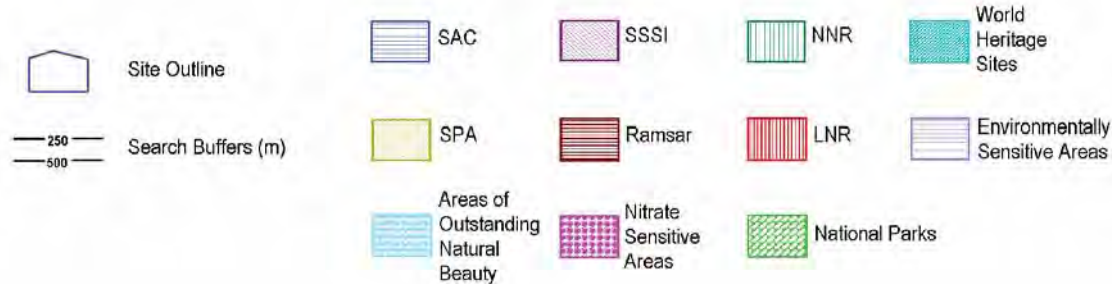 Site Outline
250
500
Search Buffers (m)
SAC
SSSI
NNR
World
Heritage
Sites
SPA
Ramsar
LNR
Environmentally
Sensitive Areas
Areas of
Outstanding
Natural
Beauty
Nitrate
Sensitive
Areas
National Parks